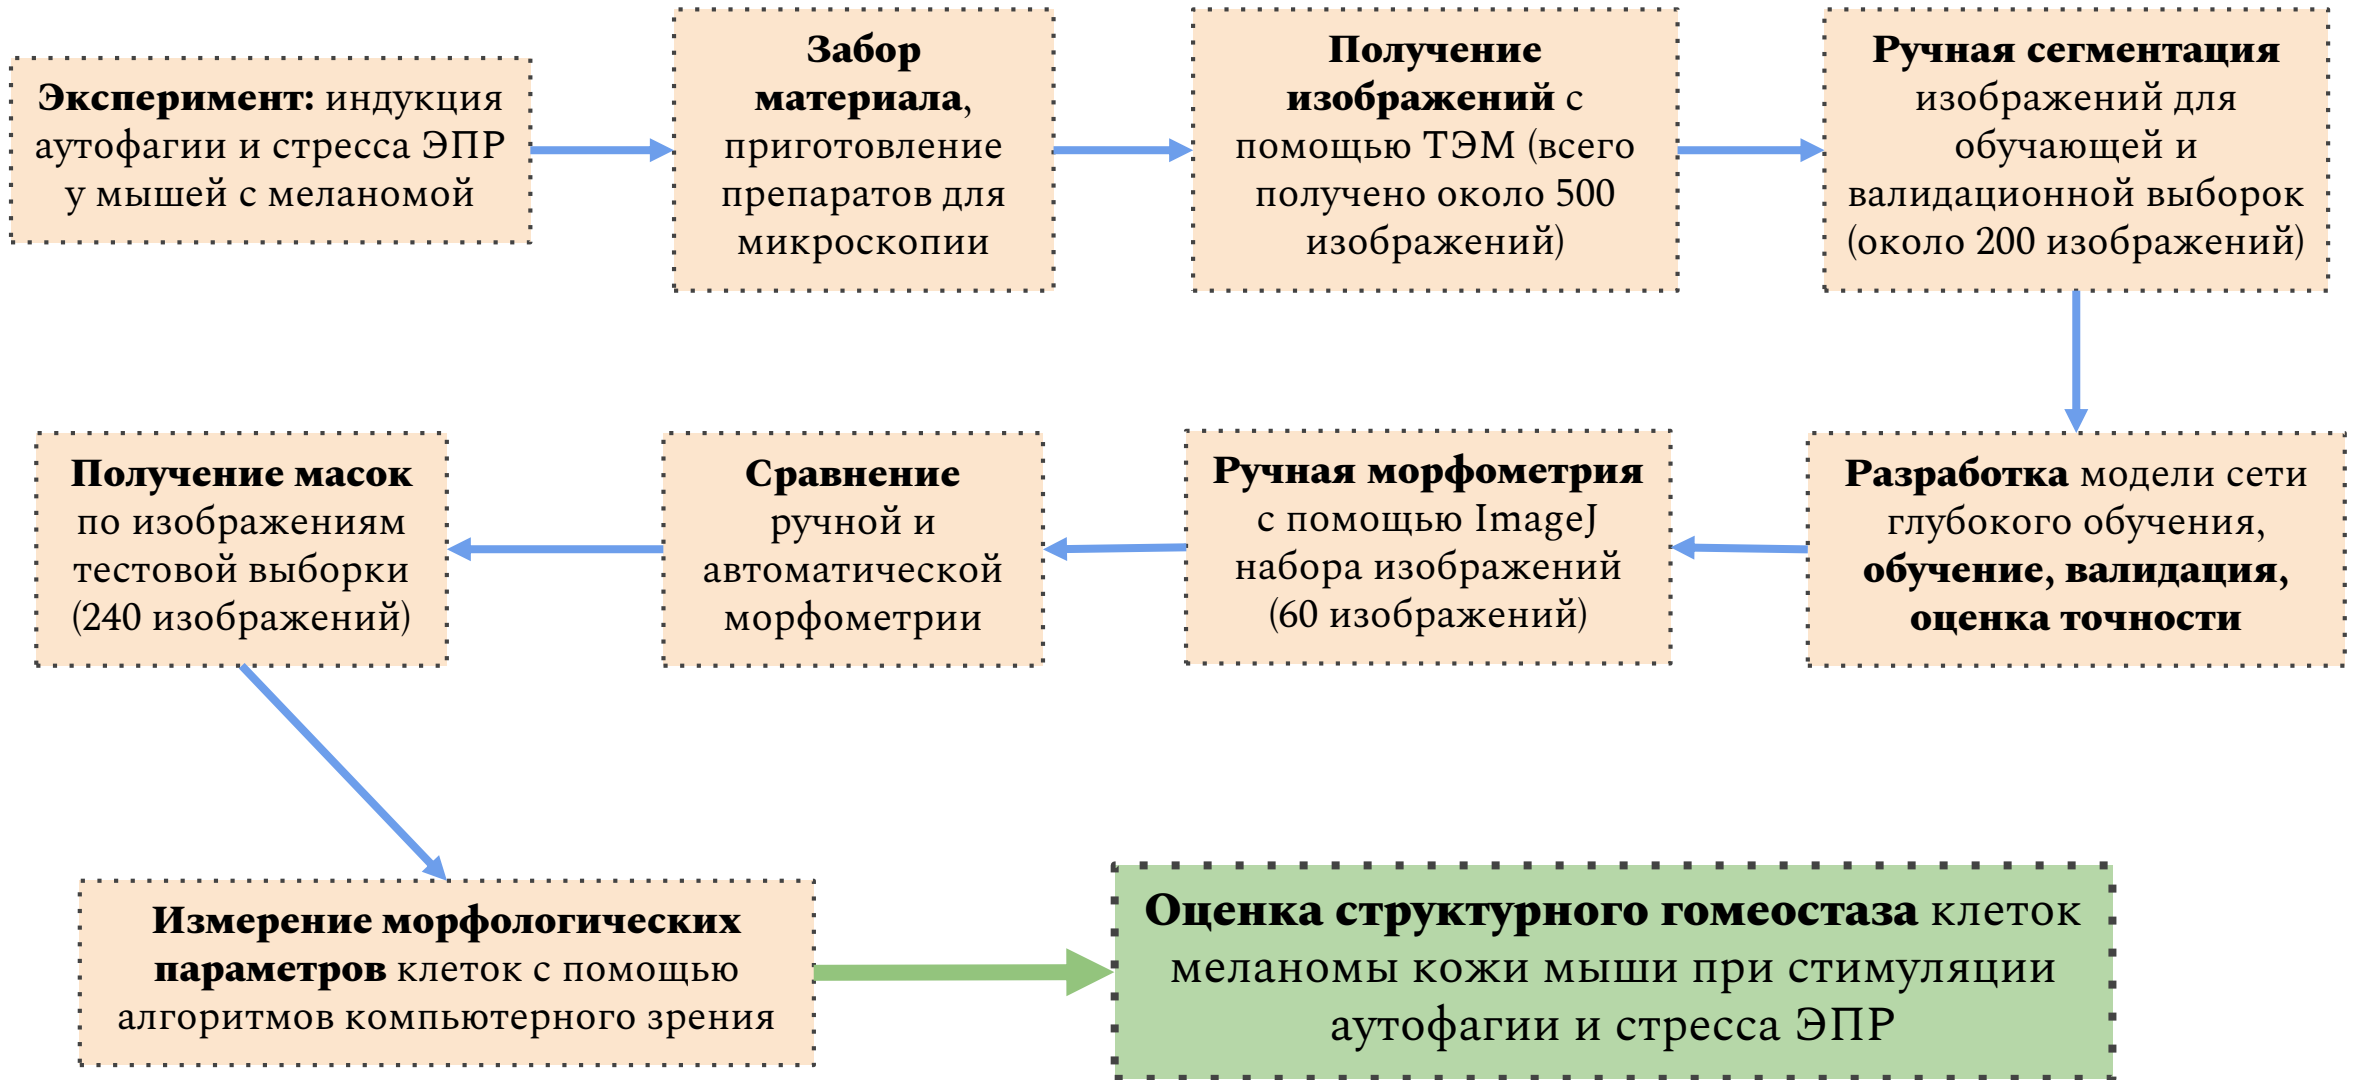 Эксперимент: индукция
аутофагии и стресса ЭПР
у мышей с меланомой
Забор
материала,
приготовление
препаратов для
микроскопии
Получение
изображений с
помощью ТЭМ (всего
получено около 500
изображений)
Ручная сегментация
изображений для
обучающей и
валидационной выборок
(около 200 изображений)
Разработка модели сети
глубокого обучения,
обучение, валидация,
оценка точности
Ручная морфометрия
с помощью ImageJ
набора изображений
(60 изображений)
Сравнение
ручной и
автоматической
морфометрии
Получение масок
по изображениям
тестовой выборки
(240 изображений)
Измерение морфологических
параметров клеток с помощью
алгоритмов компьютерного зрения
Оценка структурного гомеостаза клеток
меланомы кожи мыши при стимуляции
аутофагии и стресса ЭПР